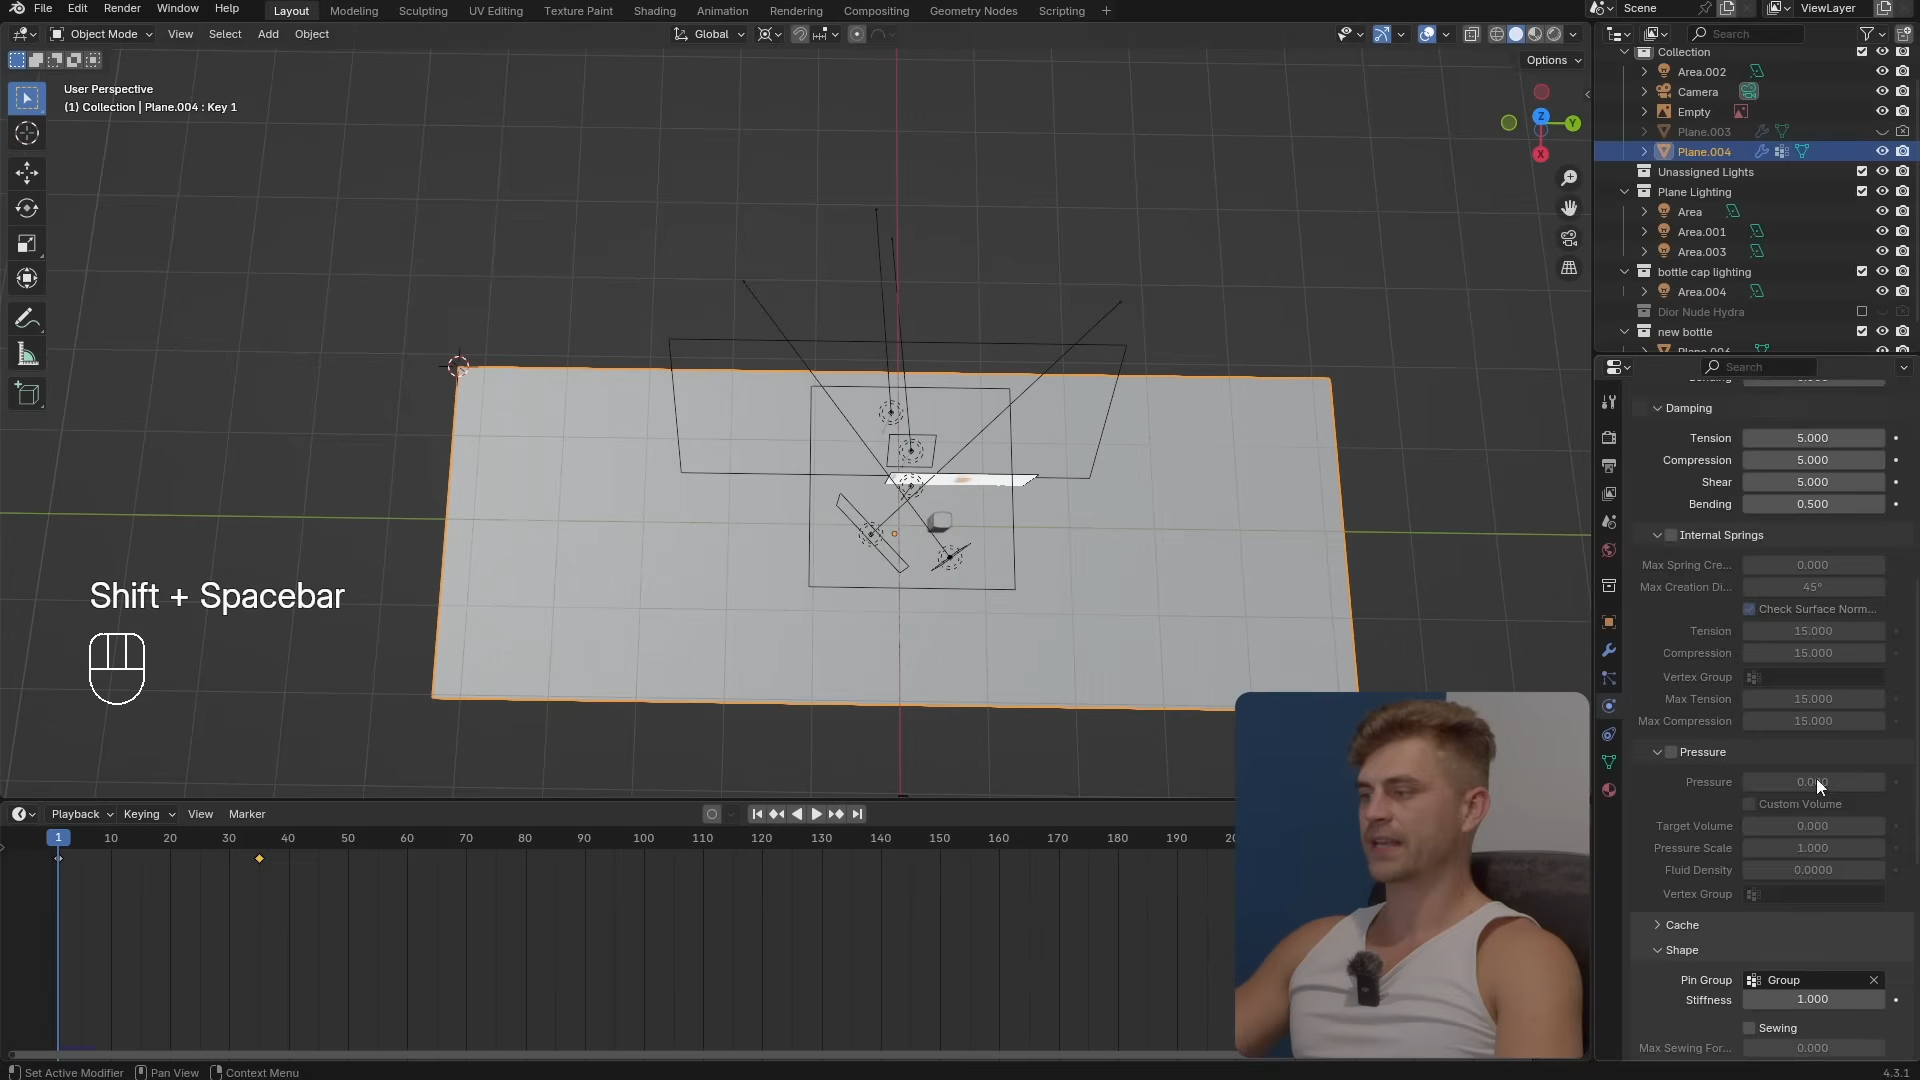 File Edit Render Window Help Layout Modeling Sculpting UV Editing Texture Paint Shading Animation Rendering Compositing Geometry Nodes Scripting + Scene ViewLayer
Object Mode View Select Add Object Global Search
Options
User Perspective
(1) Collection | Plane.004 : Key 1
Collection
Area.002
Camera
Empty
Plane.003
Plane.004
Unassigned Lights
Plane Lighting
Area
Area.001
Area.003
bottle cap lighting
Area.004
Dior Nude Hydra
new bottle
Z
Y
X
Search
Damping
Tension 5.000
Compression 5.000
Shear 5.000
Bending 0.500
Internal Springs
Max Spring Cre... 0.000
Max Creation Di... 45°
Check Surface Norm...
Tension 15.000
Compression 15.000
Vertex Group
Max Tension 15.000
Max Compression 15.000
Pressure
Pressure
Custom Volume
Target Volume 0.000
Pressure Scale 1.000
Fluid Density 0.0000
Vertex Group
Cache
Shape
Pin Group Group
Stiffness 1.000
Sewing
Max Sewing For... 0.000
Shift + Spacebar
Playback Keying View Marker
1 10 20 30 40 50 60 70 80 90 100 110 120 130 140 150 160 170 180 190
Set Active Modifier Pan View Context Menu 4.3.1